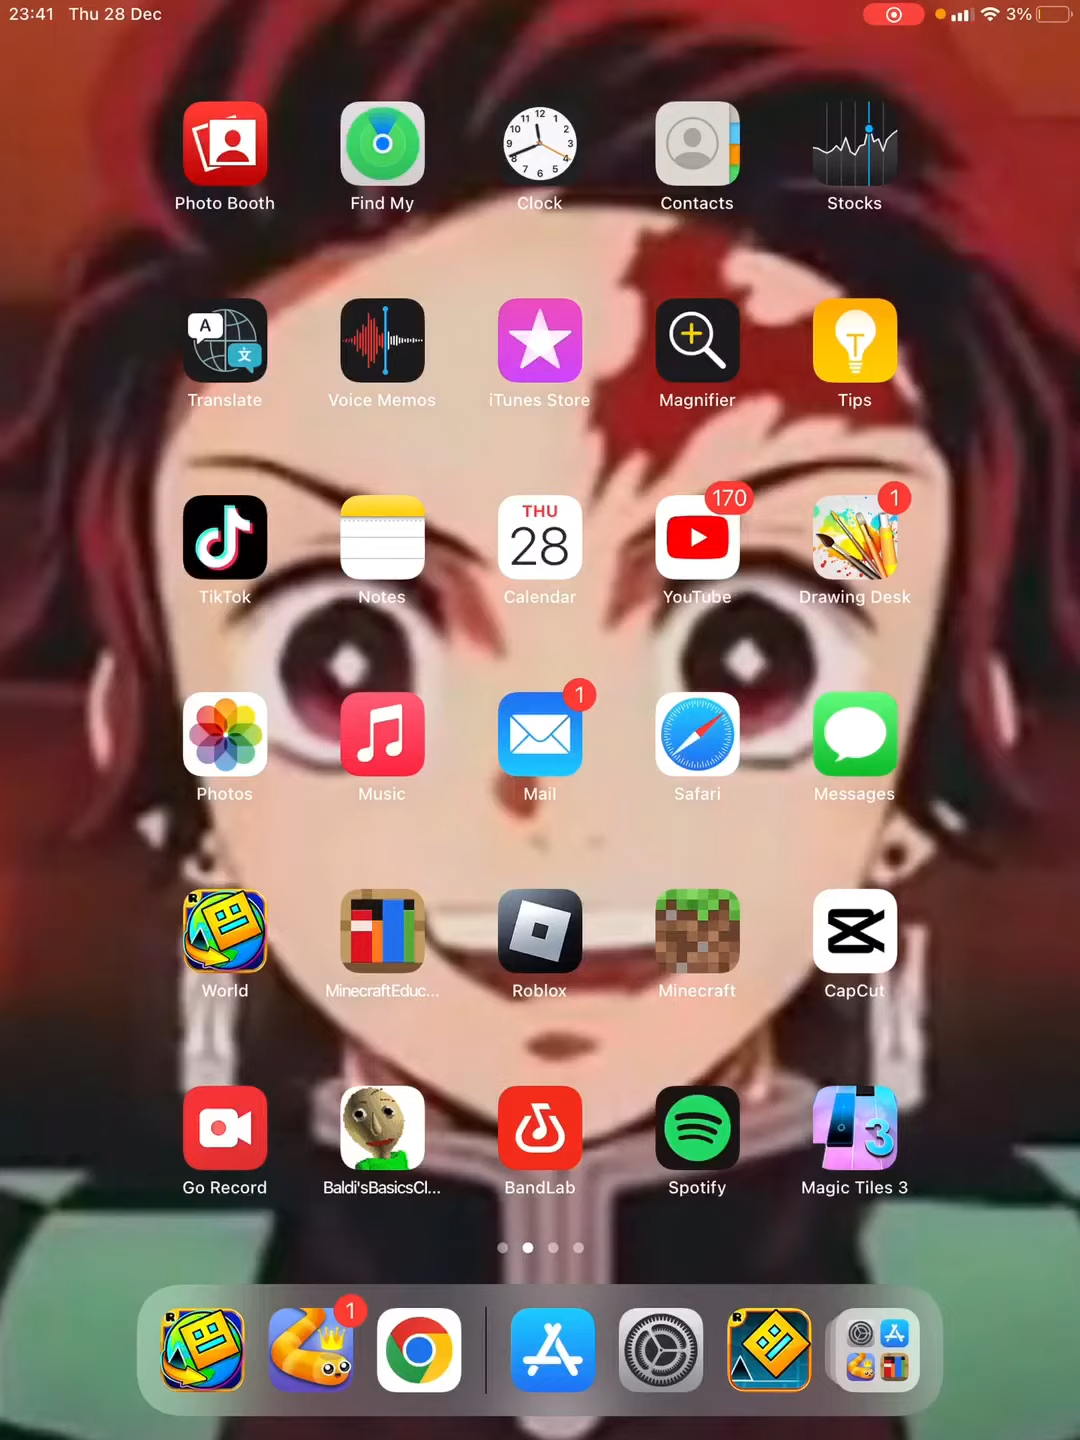 23:41 Thu 28 Dec 3%
Photo Booth Find My Clock Contacts Stocks
A 文
Translate Voice Memos iTunes Store Magnifier Tips
THU 170 1
28
TikTok Notes Calendar YouTube Drawing Desk
1
Photos Music Mail Safari Messages
R
World MinecraftEduc... Roblox Minecraft CapCut
3
Go Record Baldi'sBasicsCl... BandLab Spotify Magic Tiles 3
R 1 R